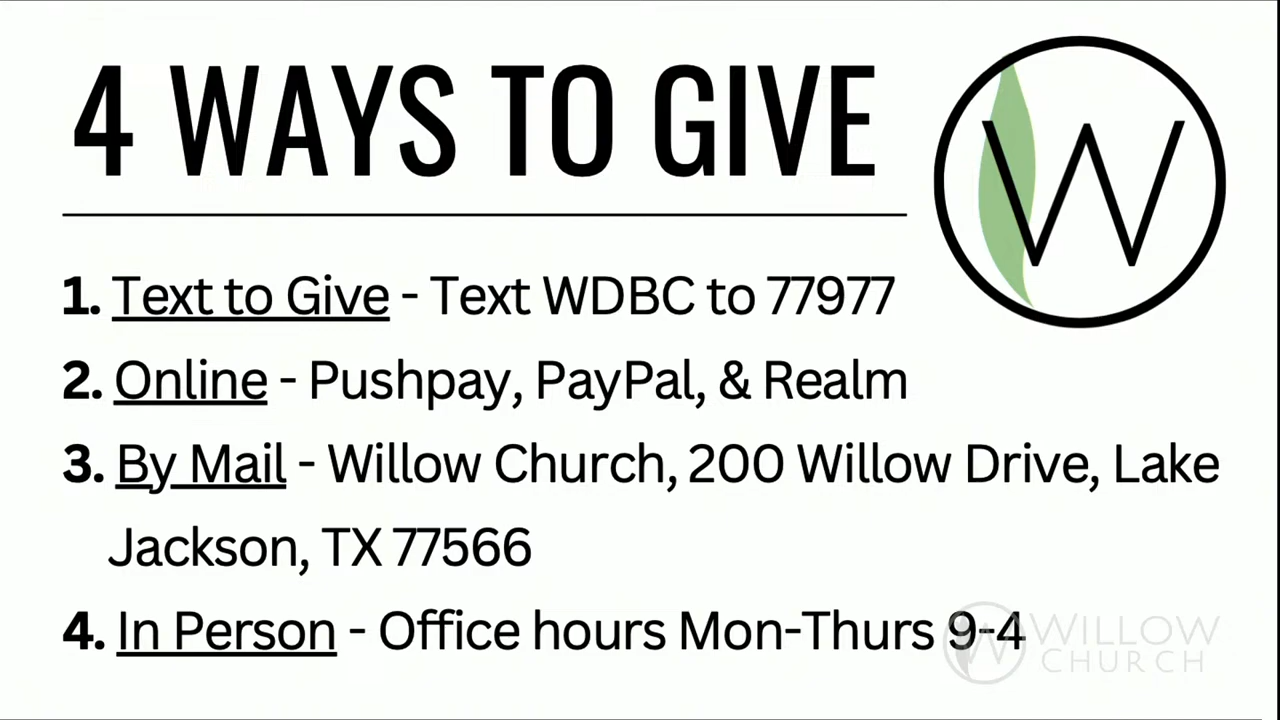 4 WAYS TO GIVE
W
1. Text to Give - Text WDBC to 77977
2. Online - Pushpay, PayPal, & Realm
3. By Mail - Willow Church, 200 Willow Drive, Lake
Jackson, TX 77566
4. In Person - Office hours Mon-Thurs 9-4
W WILLOW
CHURCH